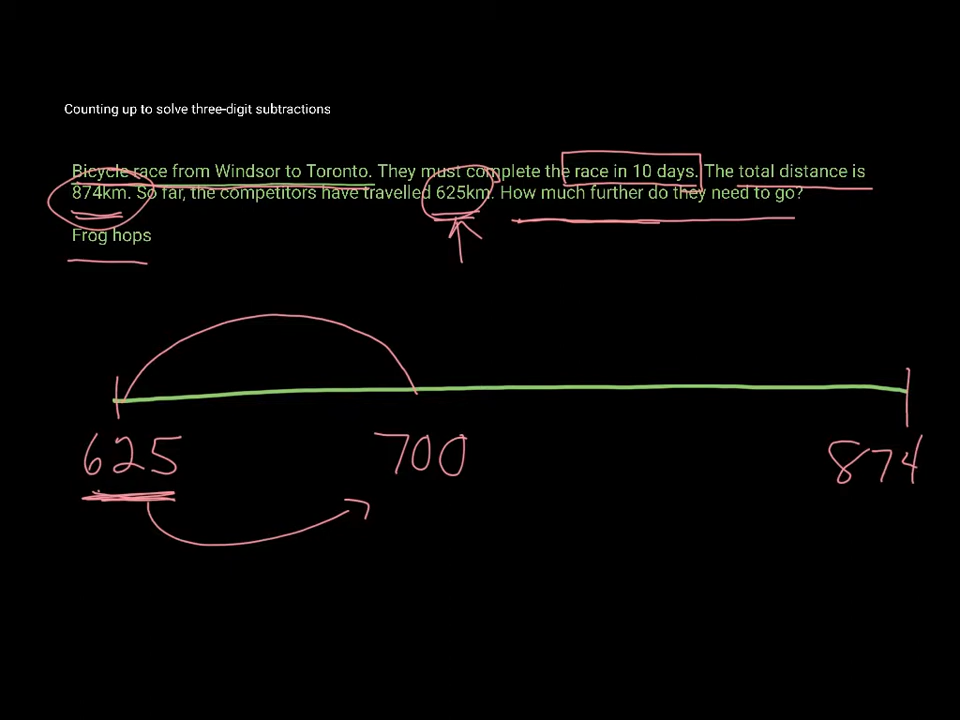 Counting up to solve three-digit subtractions
Bicycle race from Windsor to Toronto. They must complete the race in 10 days. The total distance is
874km. So far, the competitors have travelled 625km. How much further do they need to go?
Frog hops
625 700 874